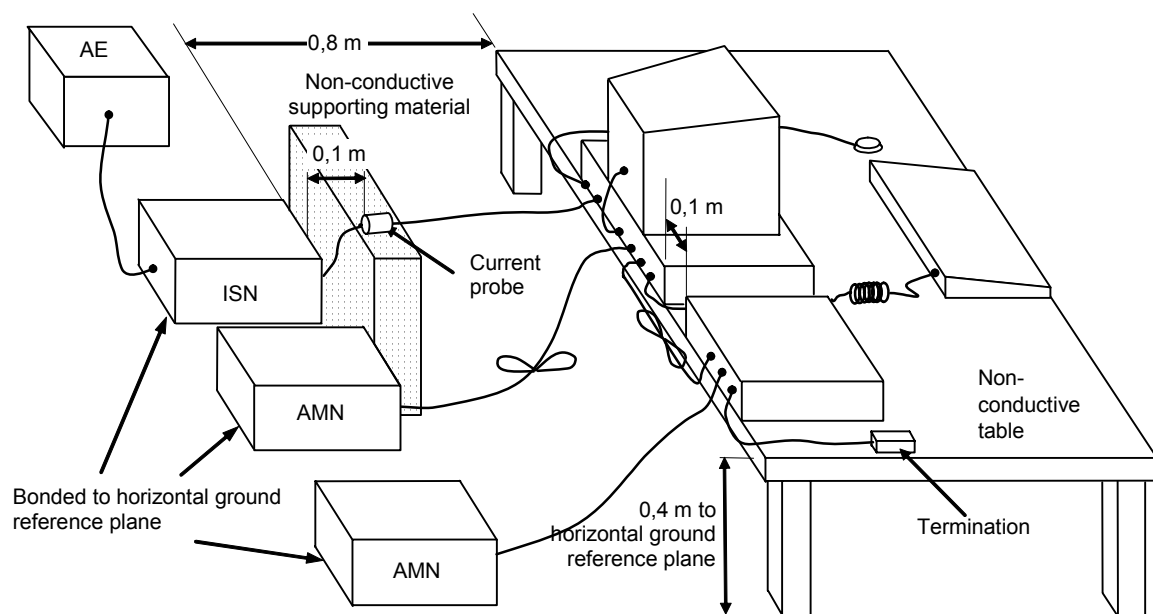 AE
0,8 m
Non-conductive
supporting material
0,1 m
0,1 m
Current
probe
ISN
AMN
Non-
conductive
table
Bonded to horizontal ground
reference plane
0,4 m to
horizontal ground
reference plane
Termination
AMN